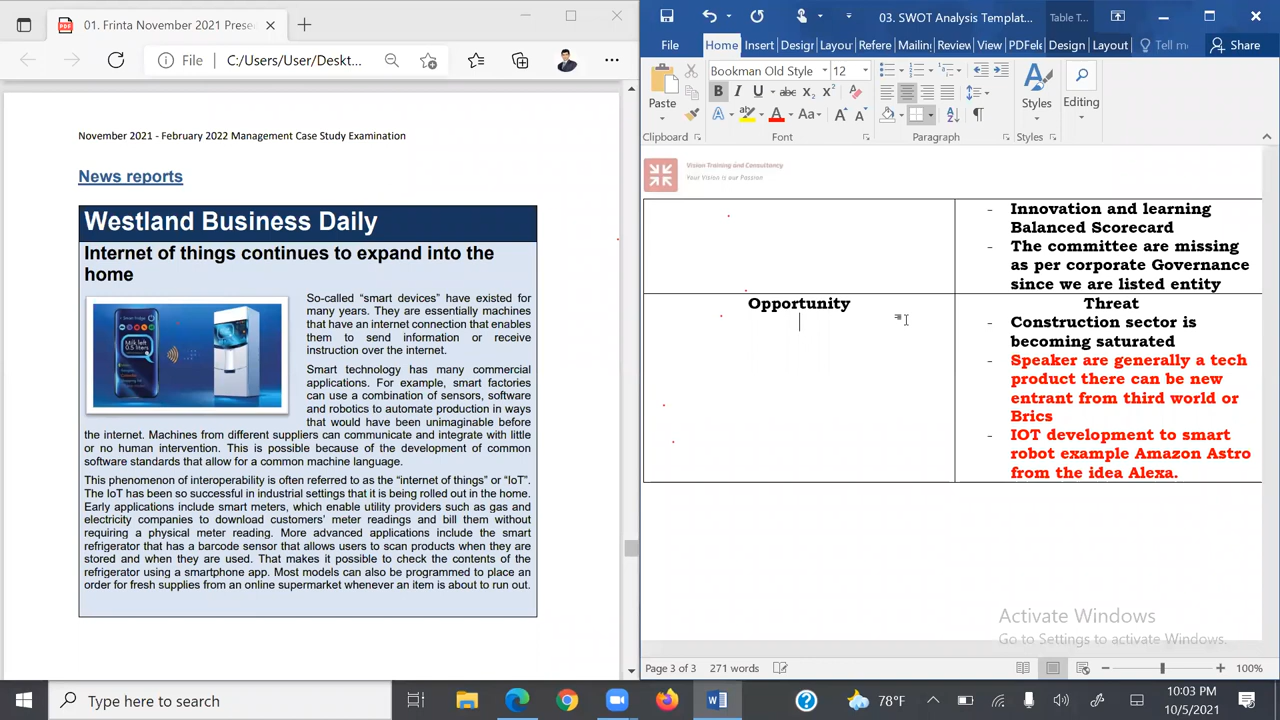 01. Frinta November 2021 Prese
File
C:/Users/User/Deskt...
November 2021 - February 2022 Management Case Study Examination
News reports
Westland Business Daily
Internet of things continues to expand into the
home
So-called "smart devices" have existed for
many years. They are essentially machines
that have an internet connection that enables
them to send information or receive
instruction over the internet.
Smart technology has many commercial
applications. For example, smart factories
can use a combination of sensors, software
and robotics to automate production in ways
that would have been unimaginable before
the internet. Machines from different suppliers can communicate and integrate with little
or no human intervention. This is possible because of the development of common
software standards that allow for a common machine language.
This phenomenon of interoperability is often referred to as the "internet of things" or "IoT".
The IoT has been so successful in industrial settings that it is being rolled out in the home.
Early applications include smart meters, which enable utility providers such as gas and
electricity companies to download customers' meter readings and bill them without
requiring a physical meter reading. More advanced applications include the smart
refrigerator that has a barcode sensor that allows users to scan products when they are
stored and when they are used. That makes it possible to check the contents of the
refrigerator using a smartphone app. Most models can also be programmed to place an
order for fresh supplies from an online supermarket whenever an item is about to run out.
Milk left
0.5 liters
03. SWOT Analysis Templat...
Table T...
File Home Insert Desigr Layou Refere Mailin Review View PDFele Design Layout Tell me Share
Bookman Old Style 12
Paste
Styles
Editing
Clipboard Font Paragraph Styles
Vision Training and Consultancy
Your Vision is our Passion
- Innovation and learning
Balanced Scorecard
- The committee are missing
as per corporate Governance
since we are listed entity
Opportunity
Threat
- Construction sector is
becoming saturated
- Speaker are generally a tech
product there can be new
entrant from third world or
Brics
- IOT development to smart
robot example Amazon Astro
from the idea Alexa.
Activate Windows
Go to Settings to activate Windows.
Page 3 of 3 271 words 100%
Type here to search
78°F
10:03 PM
10/5/2021